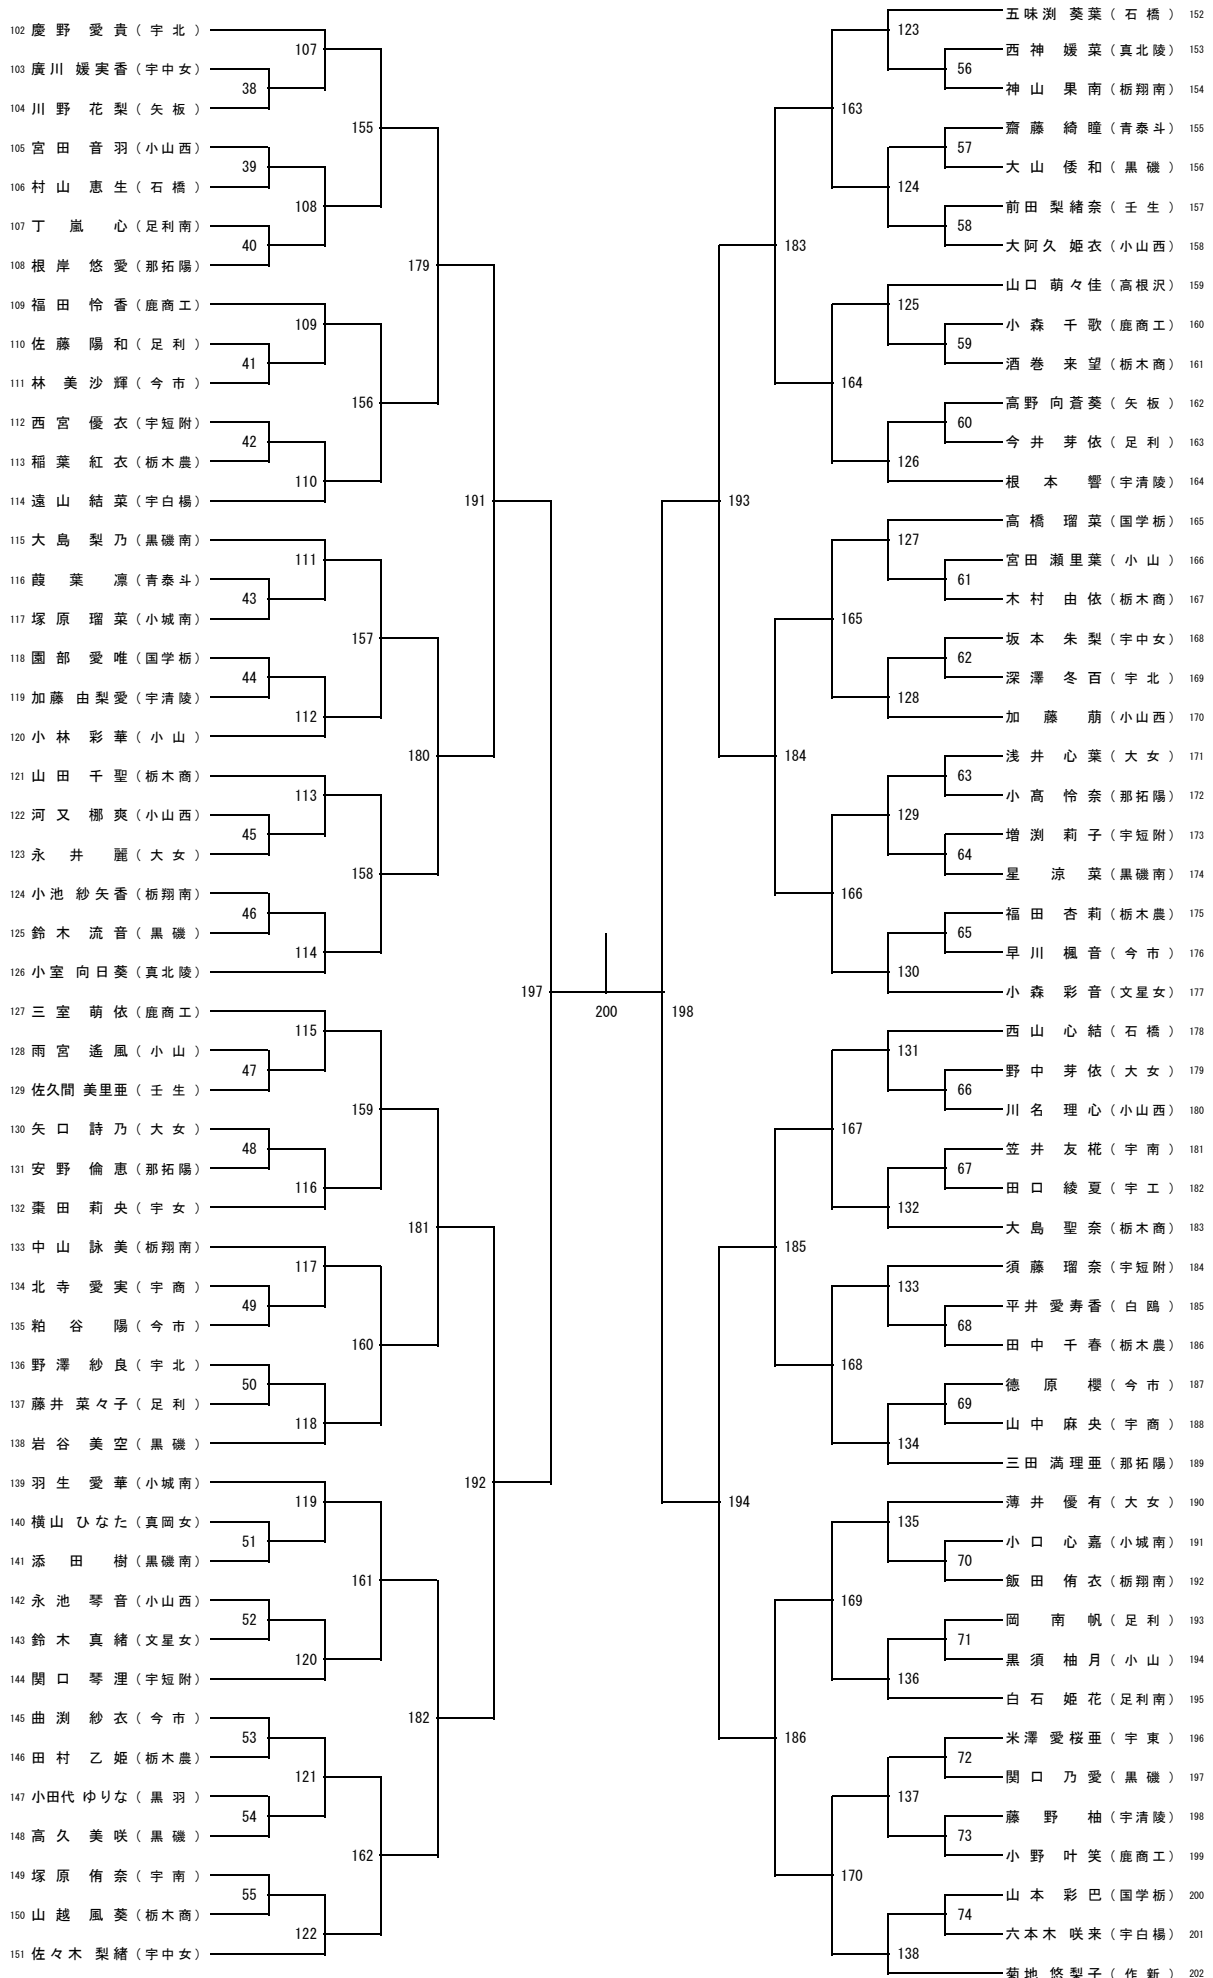 102 慶野 愛貴 ( 宇北 )
103 廣川 媛実香 (宇中女)
104 川野 花梨 ( 矢板 )
105 宮田 音羽 (小山西)
106 村山 恵生 ( 石橋 )
107 丁嵐 心 (足利南)
108 根岸 悠愛 (那拓陽)
109 福田 怜香 (鹿商工)
110 佐藤 陽和 ( 足利 )
111 林 美沙輝 ( 今市 )
112 西宮 優衣 (宇短附)
113 稲葉 紅衣 (栃木農)
114 遠山 結菜 (宇白楊)
115 大島 梨乃 (黒磯南)
116 葭葉 凛 (青泰斗)
117 塚原 瑠菜 (小城南)
118 園部 愛唯 (国学栃)
119 加藤 由梨愛 (宇清陵)
120 小林 彩華 ( 小山 )
121 山田 千聖 (栃木商)
122 河又 梛爽 (小山西)
123 永井 麗 ( 大女 )
124 小池 紗矢香 (栃翔南)
125 鈴木 流音 ( 黒磯 )
126 小室 向日葵 (真北陵)
127 三室 萌依 (鹿商工)
128 雨宮 遙風 ( 小山 )
129 佐久間 美里亜 ( 壬生 )
130 矢口 詩乃 ( 大女 )
131 安野 倫恵 (那拓陽)
132 棗田 莉央 ( 宇女 )
133 中山 詠美 (栃翔南)
134 北寺 愛実 ( 宇商 )
135 粕谷 陽 ( 今市 )
136 野澤 紗良 ( 宇北 )
137 藤井 菜々子 ( 足利 )
138 岩谷 美空 ( 黒磯 )
139 羽生 愛華 (小城南)
140 横山 ひなた (真岡女)
141 添田 樹 (黒磯南)
142 永池 琴音 (小山西)
143 鈴木 真緒 (文星女)
144 関口 琴浬 (宇短附)
145 曲渕 紗衣 ( 今市 )
146 田村 乙姫 (栃木農)
147 小田代 ゆりな ( 黒羽 )
148 高久 美咲 ( 黒磯 )
149 塚原 侑奈 ( 宇南 )
150 山越 風葵 (栃木商)
151 佐々木 梨緒 (宇中女)
38
39
40
41
42
43
44
45
46
47
48
49
50
51
52
53
54
55
107
108
109
110
111
112
113
114
115
116
117
118
119
120
121
122
155
156
157
158
159
160
161
162
179
180
181
182
191
192
197
200
198
193
194
183
184
185
186
163
164
165
166
167
168
169
170
123
124
125
126
127
128
129
130
131
132
133
134
135
136
137
138
56
57
58
59
60
61
62
63
64
65
66
67
68
69
70
71
72
73
74
五味渕 葵葉 ( 石橋 ) 152
西神 媛菜 (真北陵) 153
神山 果南 (栃翔南) 154
齋藤 綺瞳 (青泰斗) 155
大山 倭和 ( 黒磯 ) 156
前田 梨緒奈 ( 壬生 ) 157
大阿久 姫衣 (小山西) 158
山口 萌々佳 (高根沢) 159
小森 千歌 (鹿商工) 160
酒巻 来望 (栃木商) 161
高野 向蒼葵 ( 矢板 ) 162
今井 芽依 ( 足利 ) 163
根本 響 (宇清陵) 164
高橋 瑠菜 (国学栃) 165
宮田 瀬里葉 ( 小山 ) 166
木村 由依 (栃木商) 167
坂本 朱梨 (宇中女) 168
深澤 冬百 ( 宇北 ) 169
加藤 萠 (小山西) 170
浅井 心葉 ( 大女 ) 171
小髙 怜奈 (那拓陽) 172
増渕 莉子 (宇短附) 173
星 涼菜 (黒磯南) 174
福田 杏莉 (栃木農) 175
早川 楓音 ( 今市 ) 176
小森 彩音 (文星女) 177
西山 心結 ( 石橋 ) 178
野中 芽依 ( 大女 ) 179
川名 理心 (小山西) 180
笠井 友椛 ( 宇南 ) 181
田口 綾夏 ( 宇工 ) 182
大島 聖奈 (栃木商) 183
須藤 瑠奈 (宇短附) 184
平井 愛寿香 ( 白鴎 ) 185
田中 千春 (栃木農) 186
德原 櫻 ( 今市 ) 187
山中 麻央 ( 宇商 ) 188
三田 満理亜 (那拓陽) 189
薄井 優有 ( 大女 ) 190
小口 心嘉 (小城南) 191
飯田 侑衣 (栃翔南) 192
岡 南帆 ( 足利 ) 193
黒須 柚月 ( 小山 ) 194
白石 姫花 (足利南) 195
米澤 愛桜亜 ( 宇東 ) 196
関口 乃愛 ( 黒磯 ) 197
藤野 柚 (宇清陵) 198
小野 叶笑 (鹿商工) 199
山本 彩巴 (国学栃) 200
六本木 咲来 (宇白楊) 201
菊地 悠梨子 ( 作新 ) 202